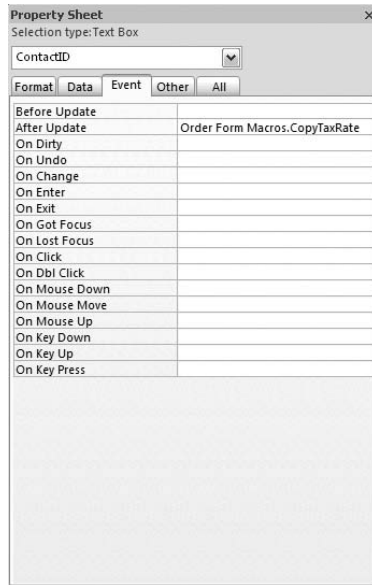 Property Sheet
Selection type:Text Box
ContactID
Format Data Event Other All
Before Update
After Update Order Form Macros.CopyTaxRate
On Dirty
On Undo
On Change
On Enter
On Exit
On Got Focus
On Lost Focus
On Click
On Dbl Click
On Mouse Down
On Mouse Move
On Mouse Up
On Key Down
On Key Up
On Key Press